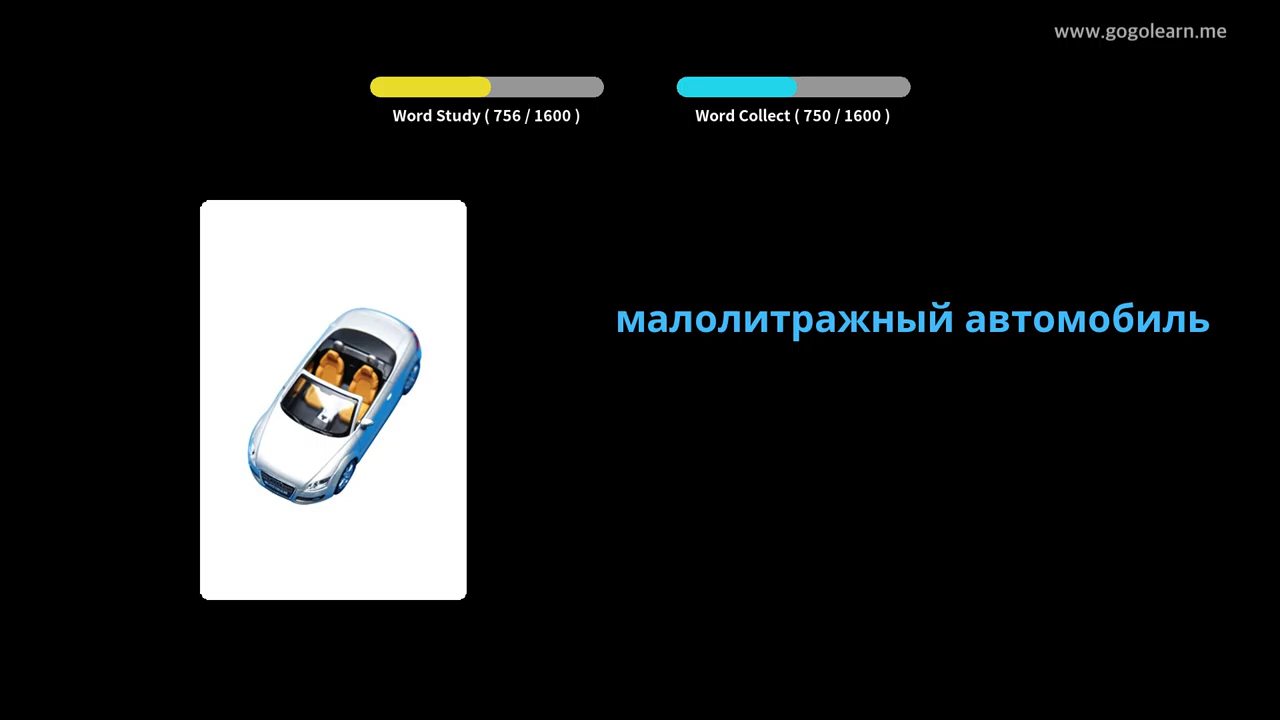 www.gogolearn.me
Word Study ( 756 / 1600 )
Word Collect ( 750 / 1600 )
малолитражный автомобиль